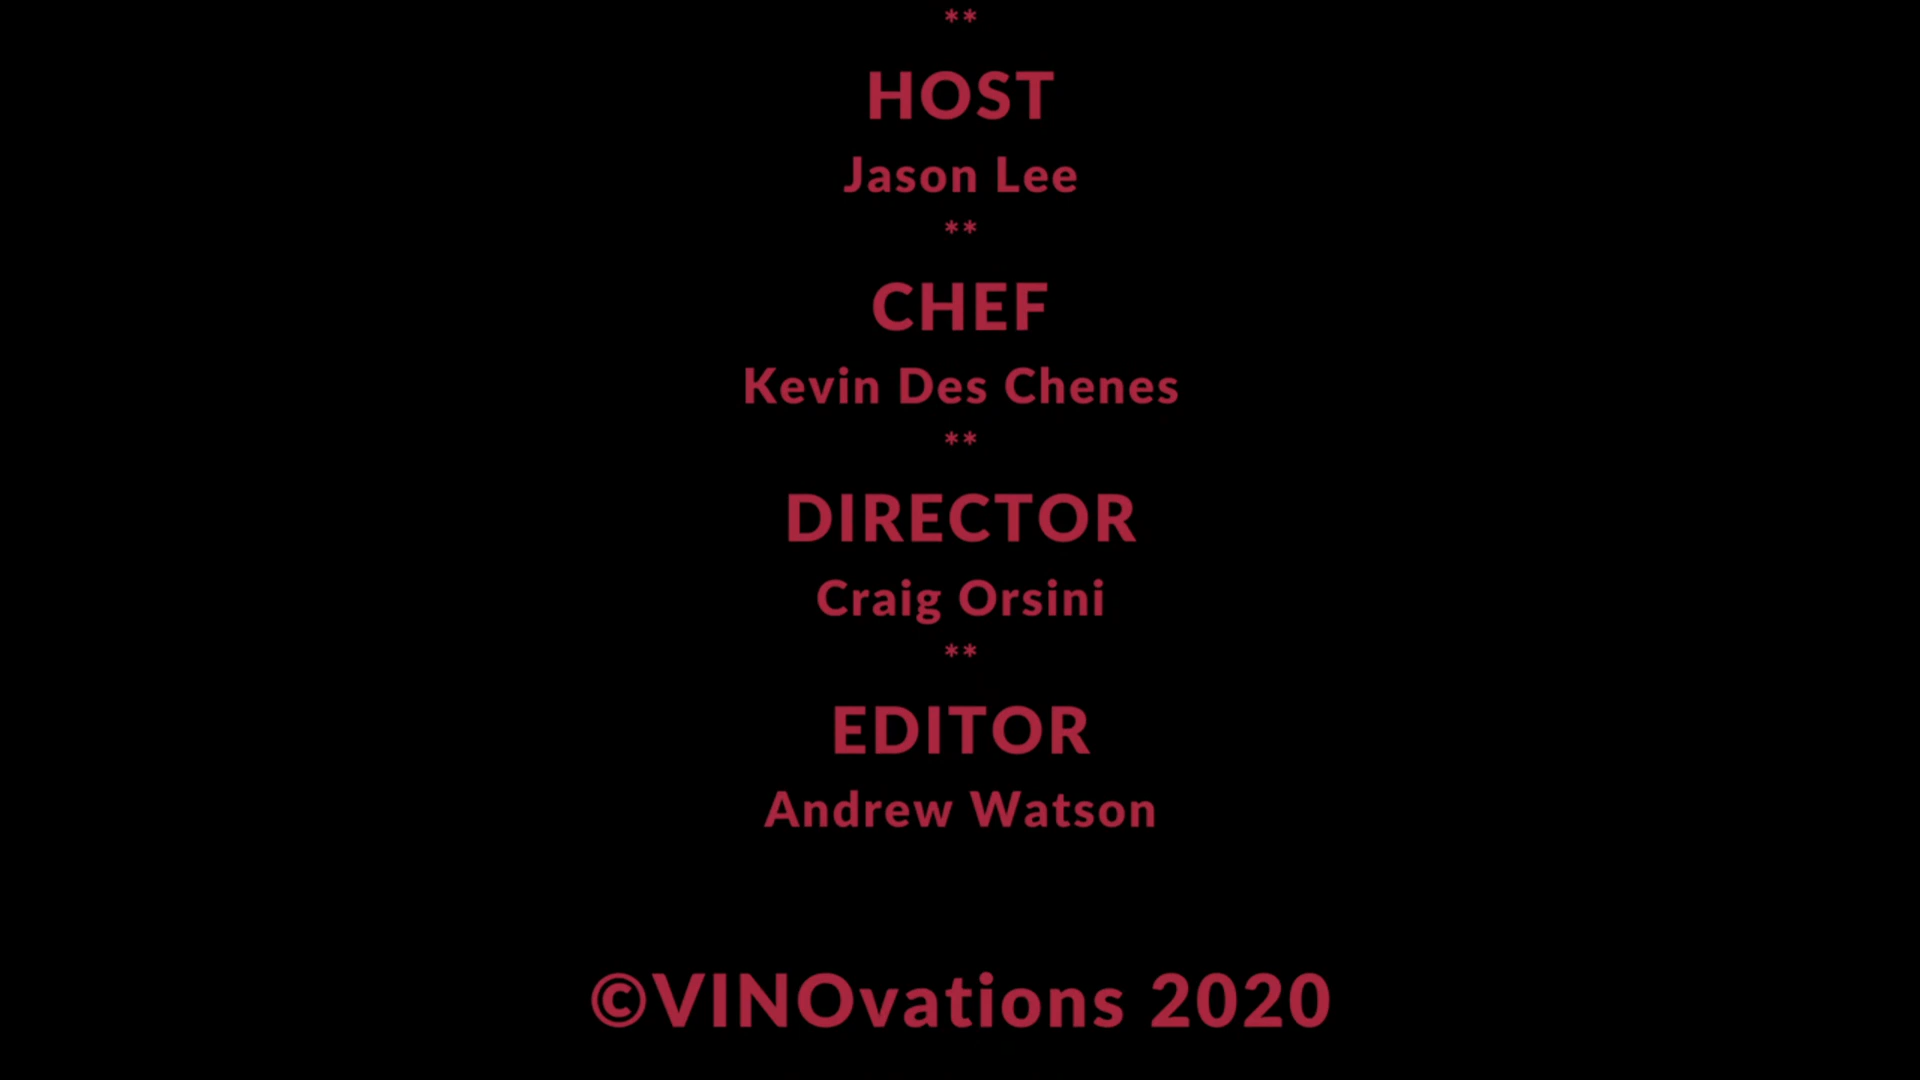 **
HOST
Jason Lee
**
CHEF
Kevin Des Chenes
**
DIRECTOR
Craig Orsini
**
EDITOR
Andrew Watson
©VINOvations 2020